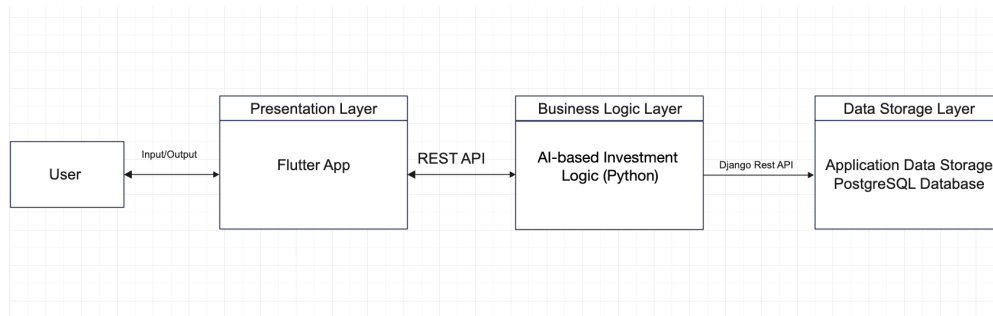 Presentation Layer
Business Logic Layer
Data Storage Layer
User
Input/Output
Flutter App
REST API
AI-based Investment
Logic (Python)
Django Rest API
Application Data Storage
PostgreSQL Database